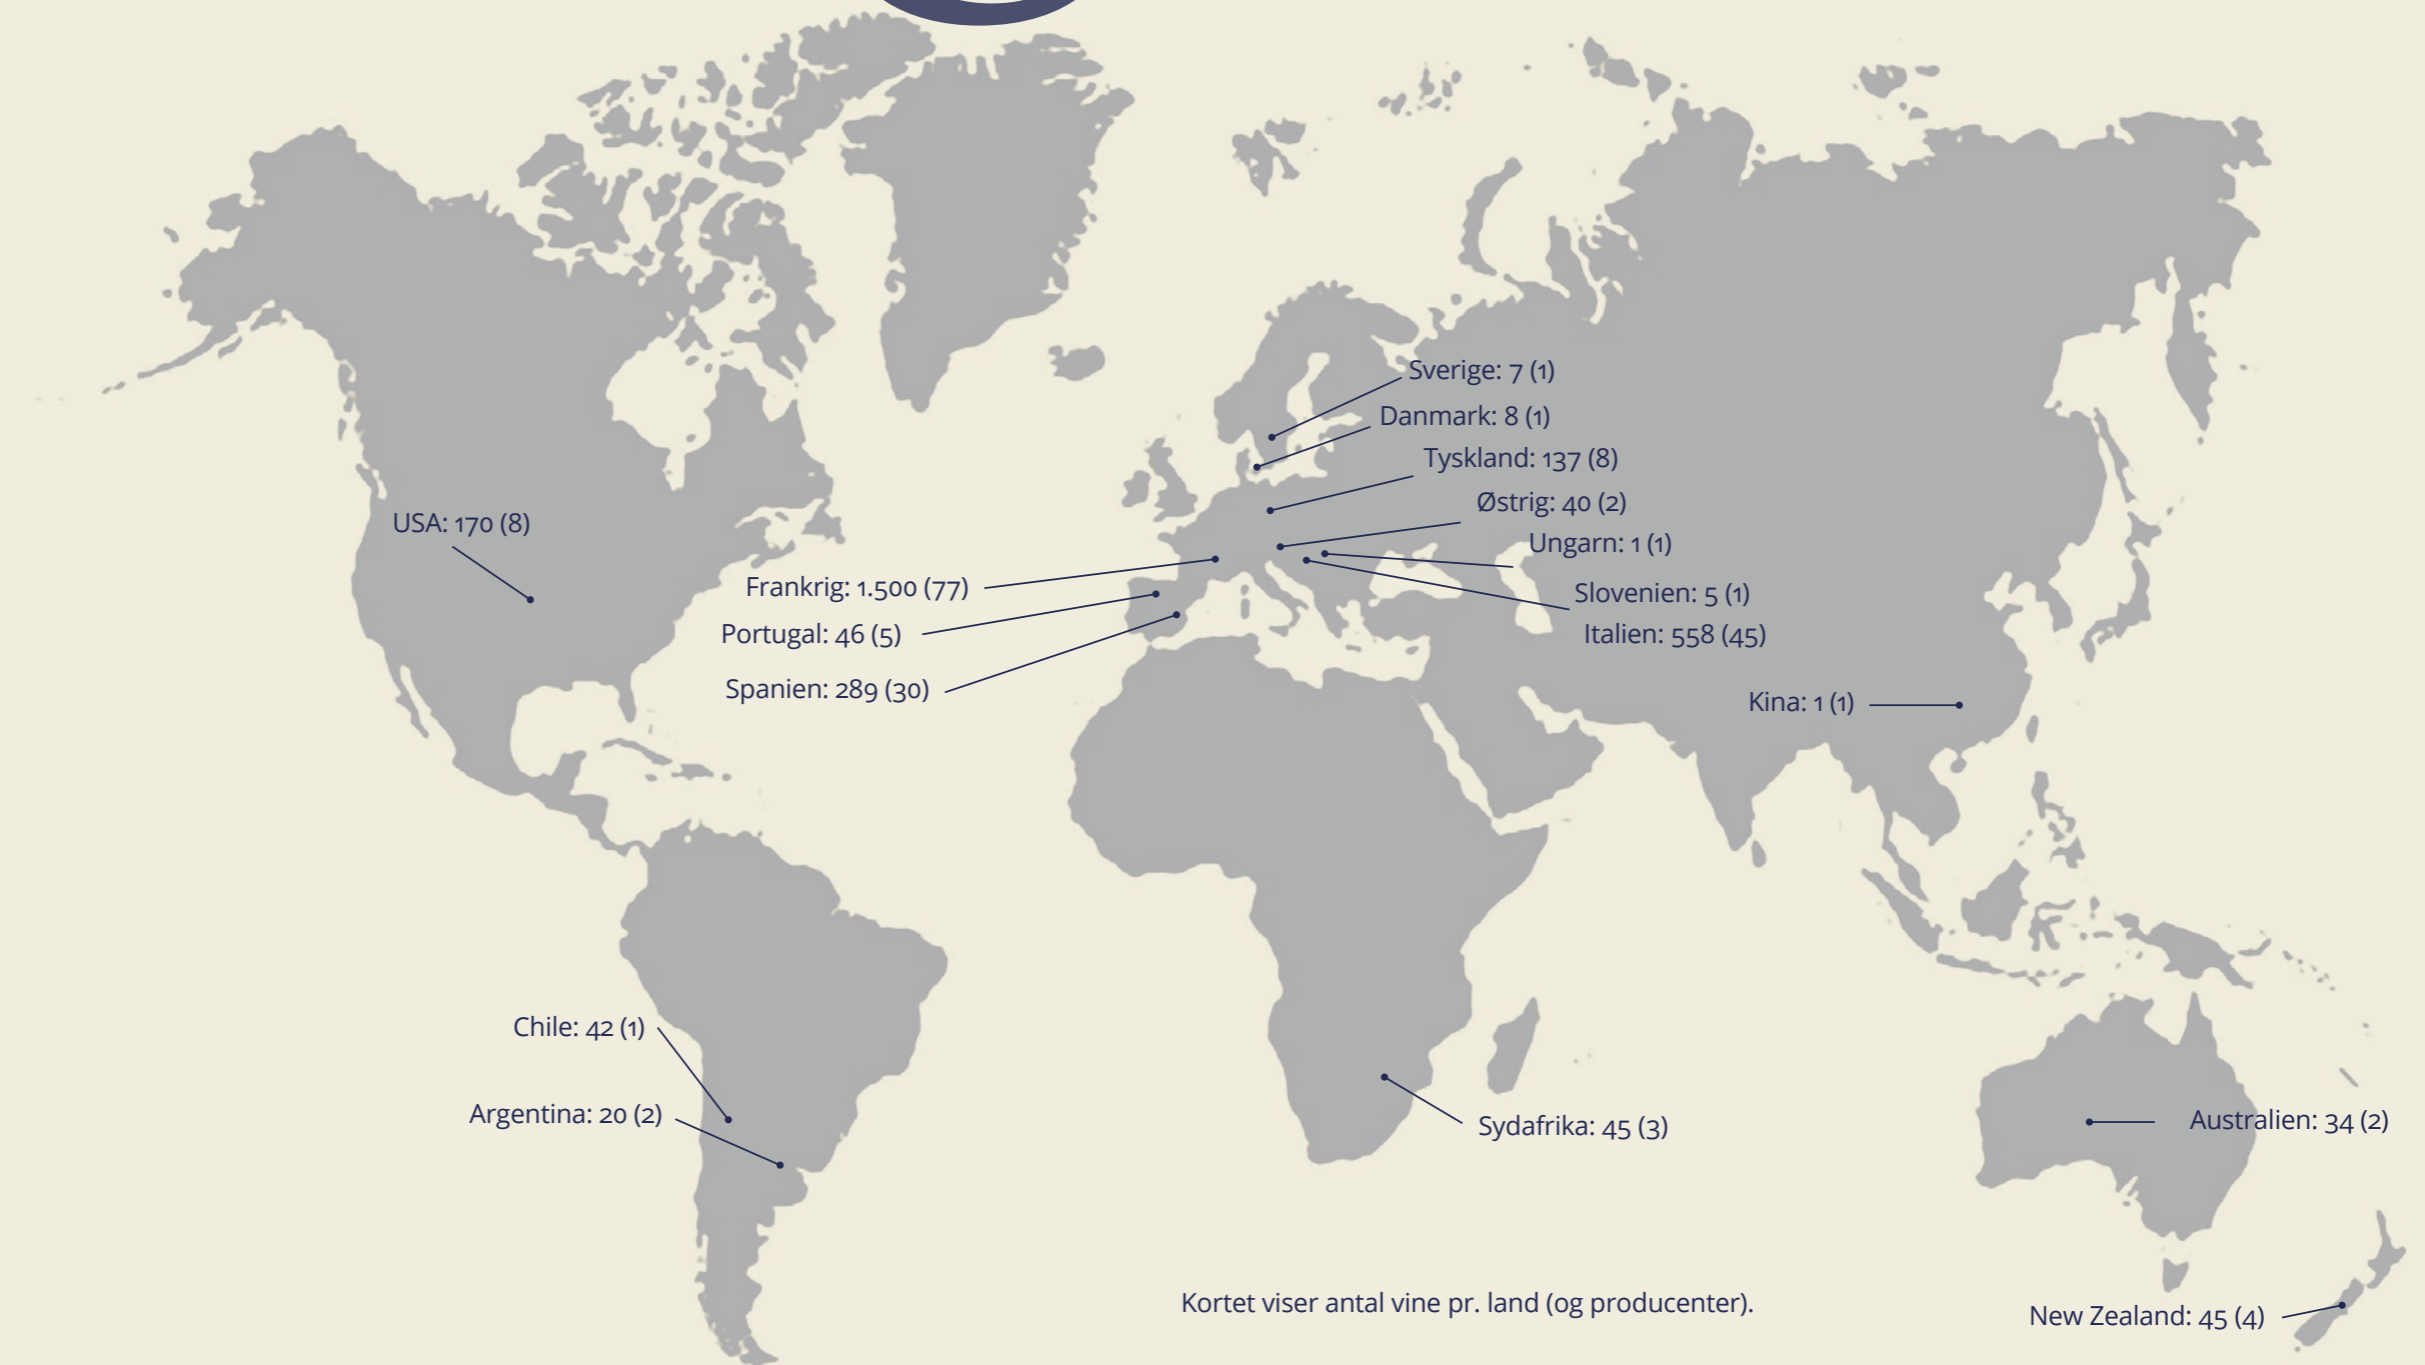 Sverige: 7 (1)
Danmark: 8 (1)
Tyskland: 137 (8)
Østrig: 40 (2)
USA: 170 (8)
Ungarn: 1 (1)
Frankrig: 1.500 (77)
Slovenien: 5 (1)
Portugal: 46 (5)
Italien: 558 (45)
Spanien: 289 (30)
Kina: 1 (1)
Chile: 42 (1)
Argentina: 20 (2)
Sydafrika: 45 (3)
Australien: 34 (2)
Kortet viser antal vine pr. land (og producenter).
New Zealand: 45 (4)